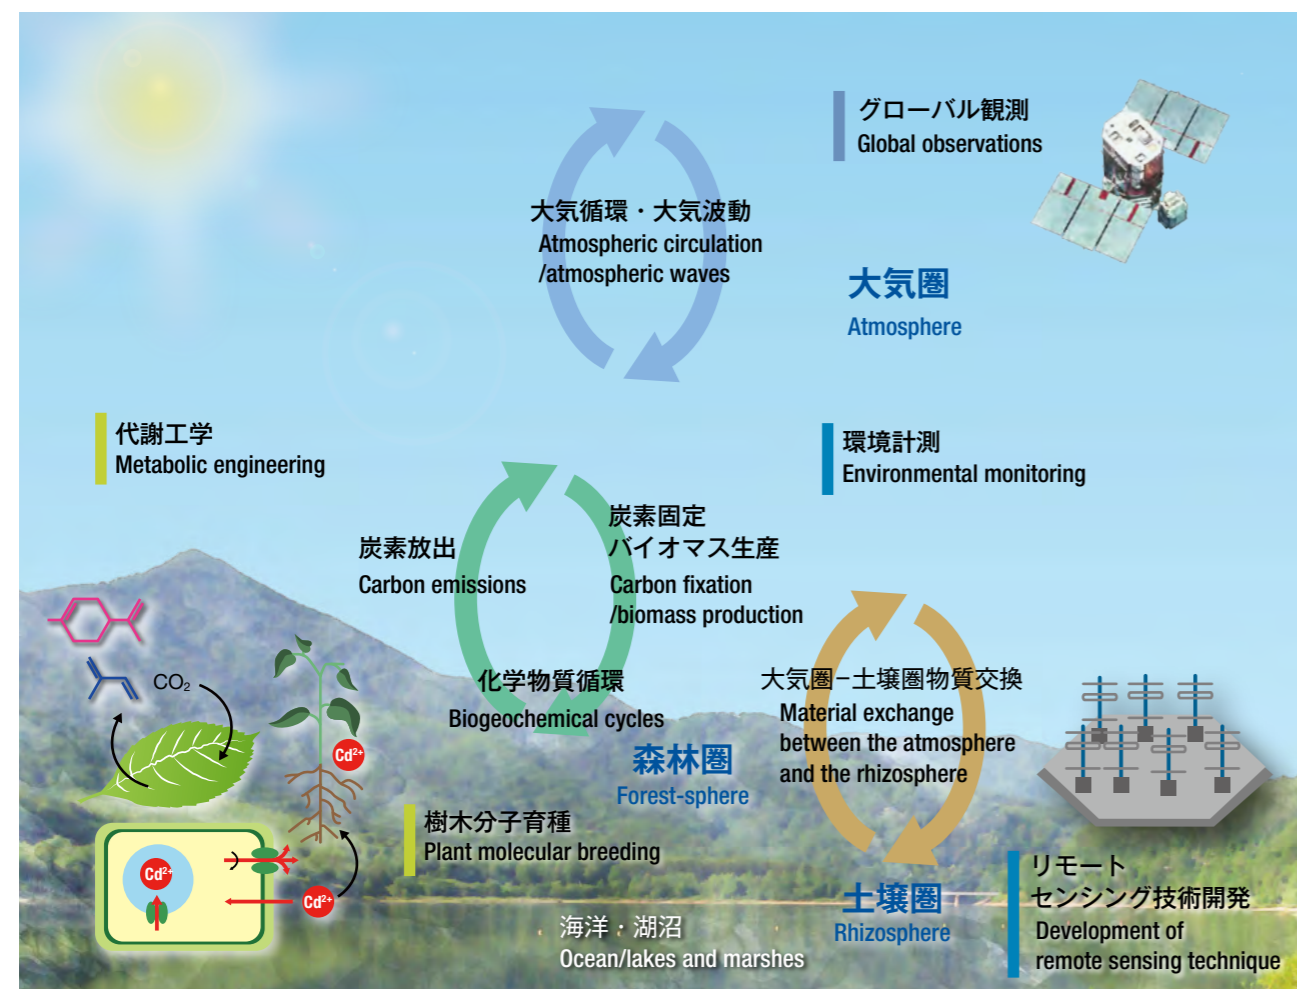 グローバル観測
Global observations
大気循環・大気波動
Atmospheric circulation
/atmospheric waves
大気圏
Atmosphere
代謝工学
Metabolic engineering
環境計測
Environmental monitoring
炭素放出
Carbon emissions
炭素固定
バイオマス生産
Carbon fixation
/biomass production
化学物質循環
Biogeochemical cycles
大気圏−土壌圏物質交換
Material exchange
between the atmosphere
and the rhizosphere
CO₂
森林圏
Forest-sphere
Cd²⁺
樹木分子育種
Plant molecular breeding
Cd²⁺
Cd²⁺
土壌圏
Rhizosphere
リモート
センシング技術開発
Development of
remote sensing technique
海洋・湖沼
Ocean/lakes and marshes